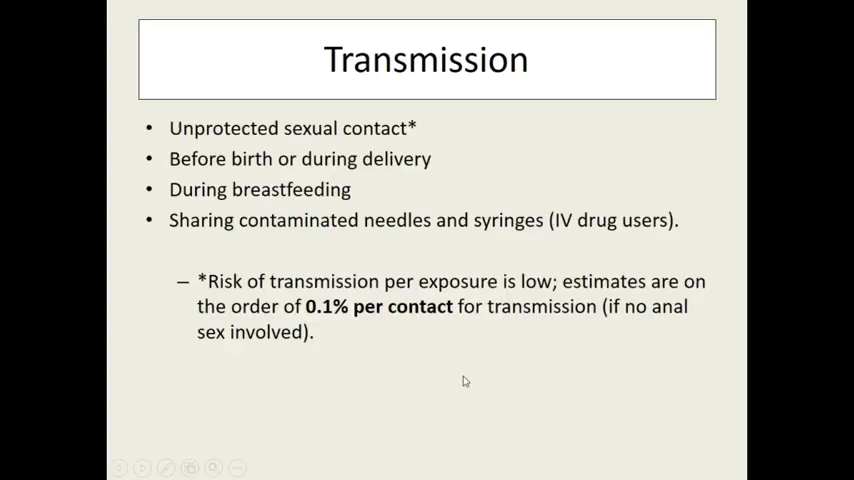 Transmission
• Unprotected sexual contact*
• Before birth or during delivery
• During breastfeeding
• Sharing contaminated needles and syringes (IV drug users).
– *Risk of transmission per exposure is low; estimates are on
the order of 0.1% per contact for transmission (if no anal
sex involved).